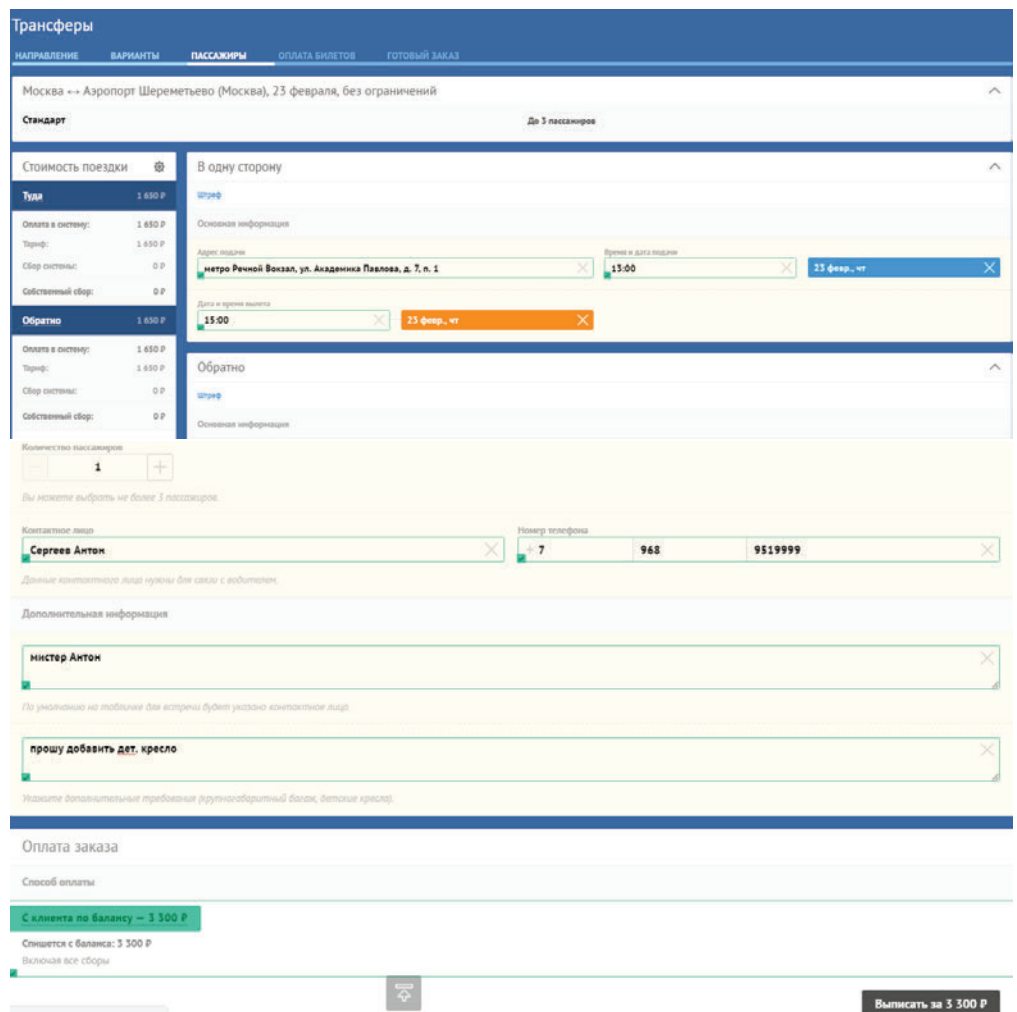 Трансферы
НАПРАВЛЕНИЕ ВАРИАНТЫ ПАССАЖИРЫ ОПЛАТА БИЛЕТОВ ГОТОВЫЙ ЗАКАЗ
Москва ↔ Аэропорт Шереметьево (Москва), 23 февраля, без ограничений
Стандарт До 3 пассажиров
Стоимость поездки
Туда 1 650 ₽
Оплата в систему: 1 650 ₽
Тариф: 1 650 ₽
Сбор системы: 0 ₽
Собственный сбор: 0 ₽
Обратно 1 650 ₽
Оплата в систему: 1 650 ₽
Тариф: 1 650 ₽
Сбор системы: 0 ₽
Собственный сбор: 0 ₽
В одну сторону
Штраф
Основная информация
Адрес подачи Время и дата подачи
метро Речной Вокзал, ул. Академика Павлова, д. 7, п. 1 13:00 23 февр., чт
Дата и время вылета
15:00 23 февр., чт
Обратно
Штраф
Основная информация
Количество пассажиров
− 1 +
Вы можете выбрать не более 3 пассажиров.
Контактное лицо Номер телефона
Сергеев Антон + 7 968 9519999
Данные контактного лица нужны для связи с водителем.
Дополнительная информация
мистер Антон
По умолчанию на табличке для встречи будет указано контактное лицо
прошу добавить дет. кресло
Укажите дополнительные требования (крупногабаритный багаж, детские кресла).
Оплата заказа
Способ оплаты
С клиента по балансу — 3 300 ₽
Спишется с баланса: 3 300 ₽
Включая все сборы
Выписать за 3 300 ₽